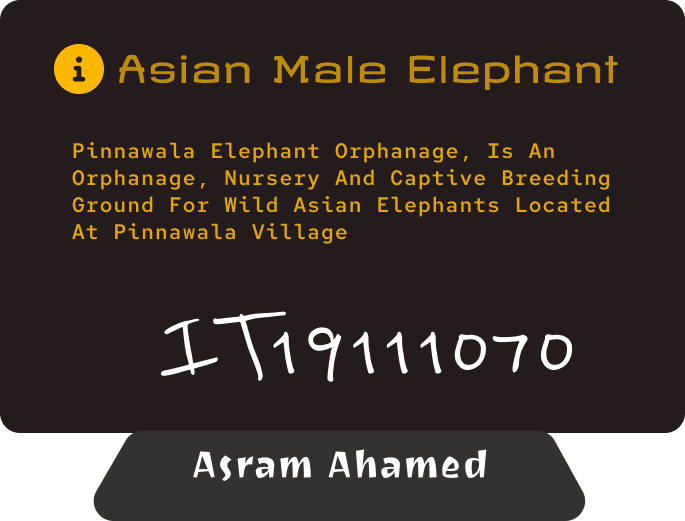 Asian Male Elephant
Pinnawala Elephant Orphanage, Is An
Orphanage, Nursery And Captive Breeding
Ground For Wild Asian Elephants Located
At Pinnawala Village
IT19111070
Asram Ahamed